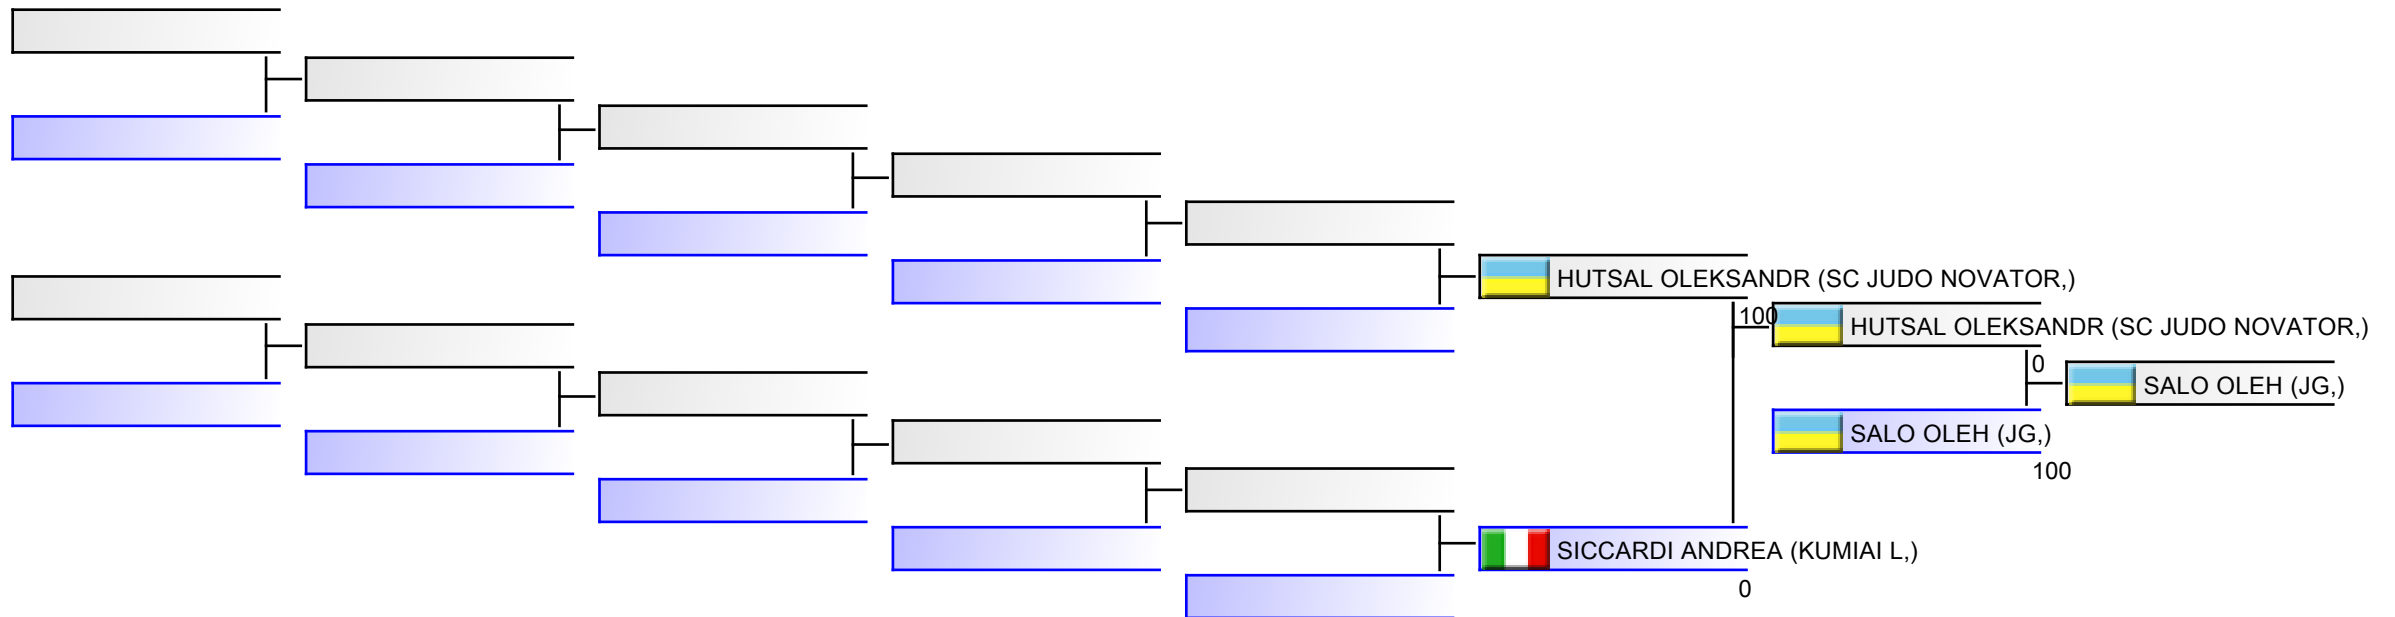 HUTSAL OLEKSANDR (SC JUDO NOVATOR,)
100
HUTSAL OLEKSANDR (SC JUDO NOVATOR,)
0
SALO OLEH (JG,)
SALO OLEH (JG,)
100
SICCARDI ANDREA (KUMIAI L,)
0